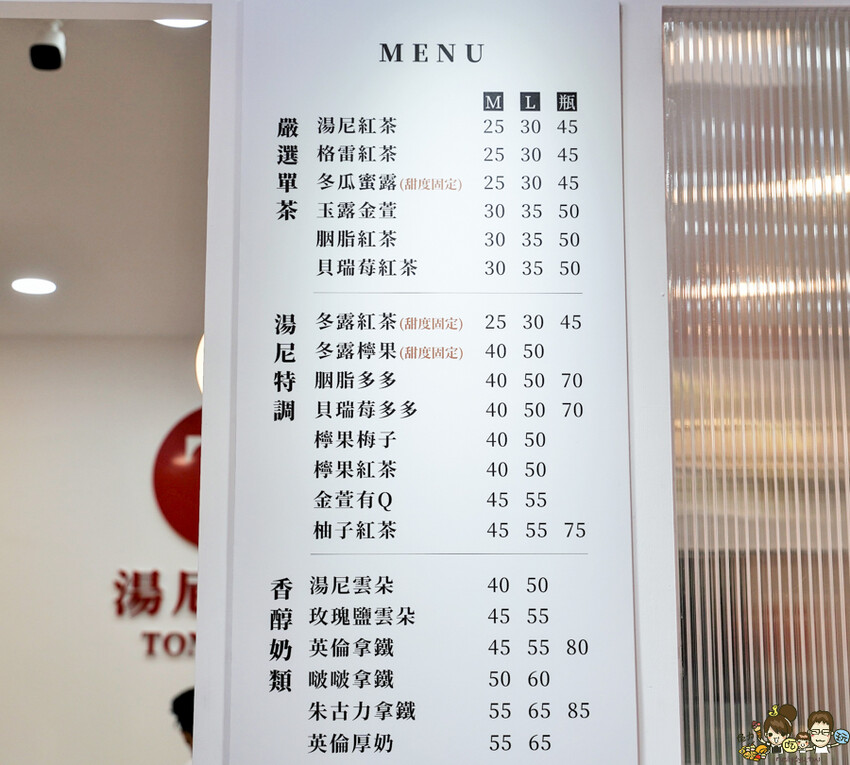 MENU
M L 瓶
嚴選單茶
湯尼紅茶 25 30 45
格雷紅茶 25 30 45
冬瓜蜜露(甜度固定) 25 30 45
玉露金萱 30 35 50
胭脂紅茶 30 35 50
貝瑞莓紅茶 30 35 50
湯尼特調
冬露紅茶(甜度固定) 25 30 45
冬露檸果(甜度固定) 40 50
胭脂多多 40 50 70
貝瑞莓多多 40 50 70
檸果梅子 40 50
檸果紅茶 40 50
金萱有Q 45 55
柚子紅茶 45 55 75
香醇奶類
湯尼雲朵 40 50
玫瑰鹽雲朵 45 55
英倫拿鐵 45 55 80
啵啵拿鐵 50 60
朱古力拿鐵 55 65 85
英倫厚奶 55 65
湯尼
TON